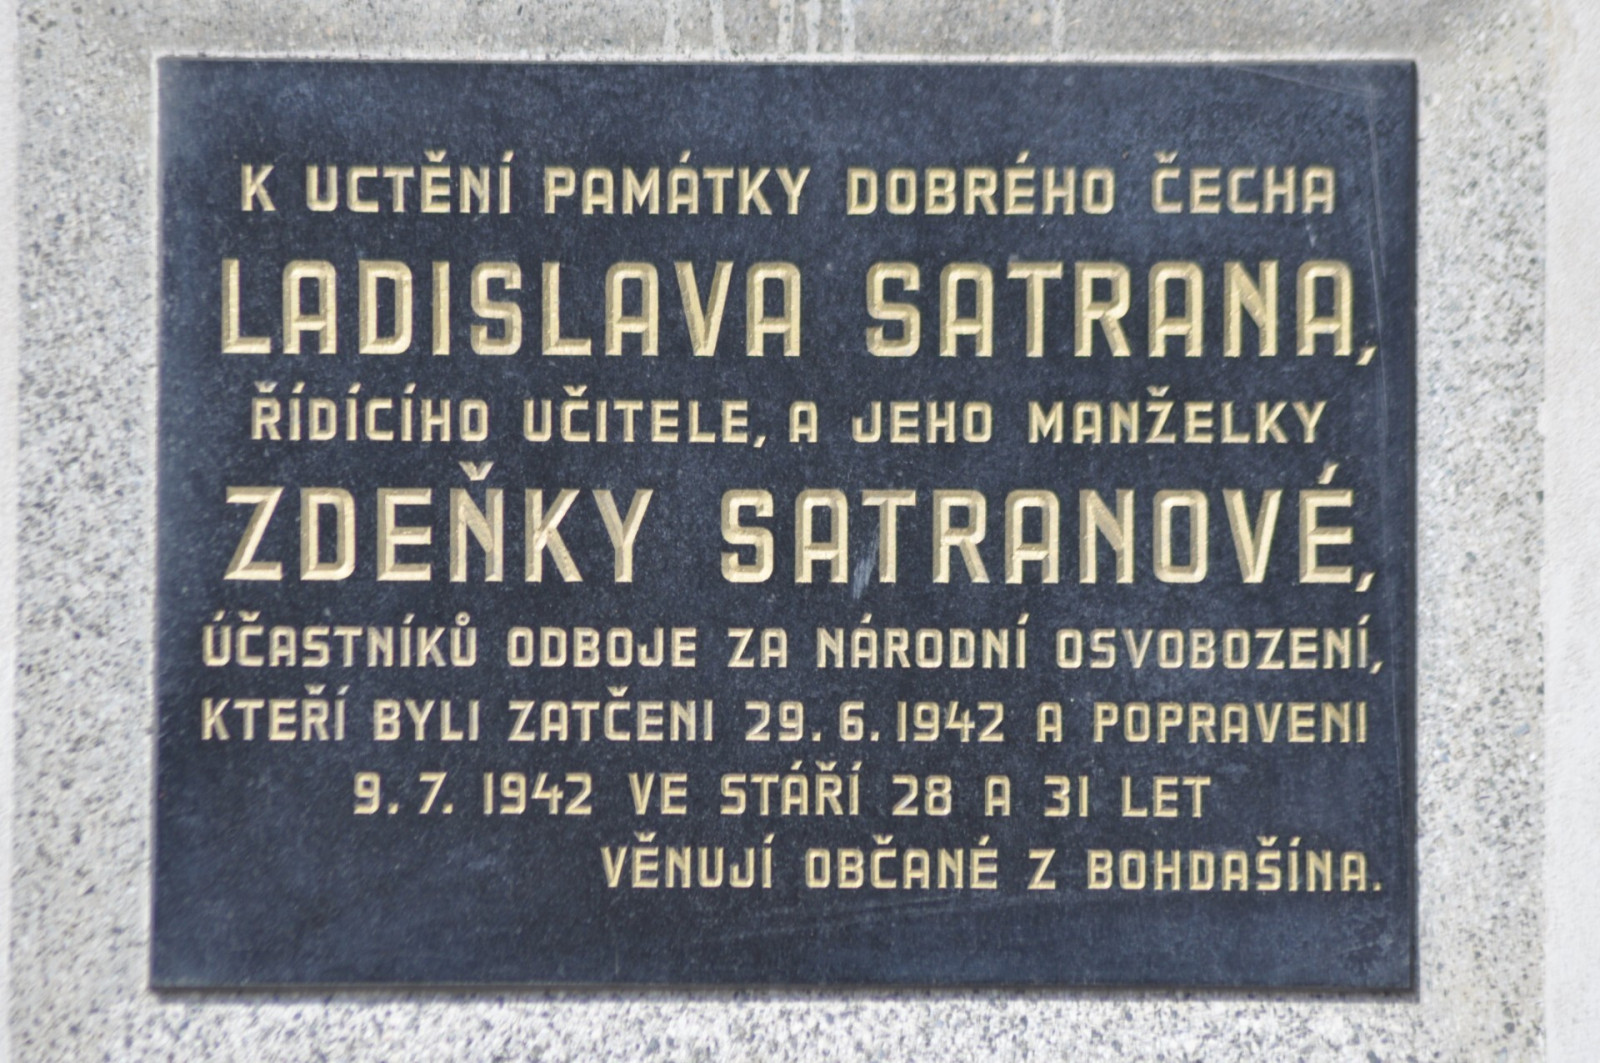 K UCTĚNÍ PAMÁTKY DOBRÉHO ČECHA
LADISLAVA SATRANA,
ŘÍDÍCÍHO UČITELE, A JEHO MANŽELKY
ZDEŇKY SATRANOVÉ,
ÚČASTNÍKŮ ODBOJE ZA NÁRODNÍ OSVOBOZENÍ,
KTEŘÍ BYLI ZATČENI 29. 6. 1942 A POPRAVENI
9. 7. 1942 VE STÁŘÍ 28 A 31 LET
VĚNUJÍ OBČANÉ Z BOHDAŠÍNA.